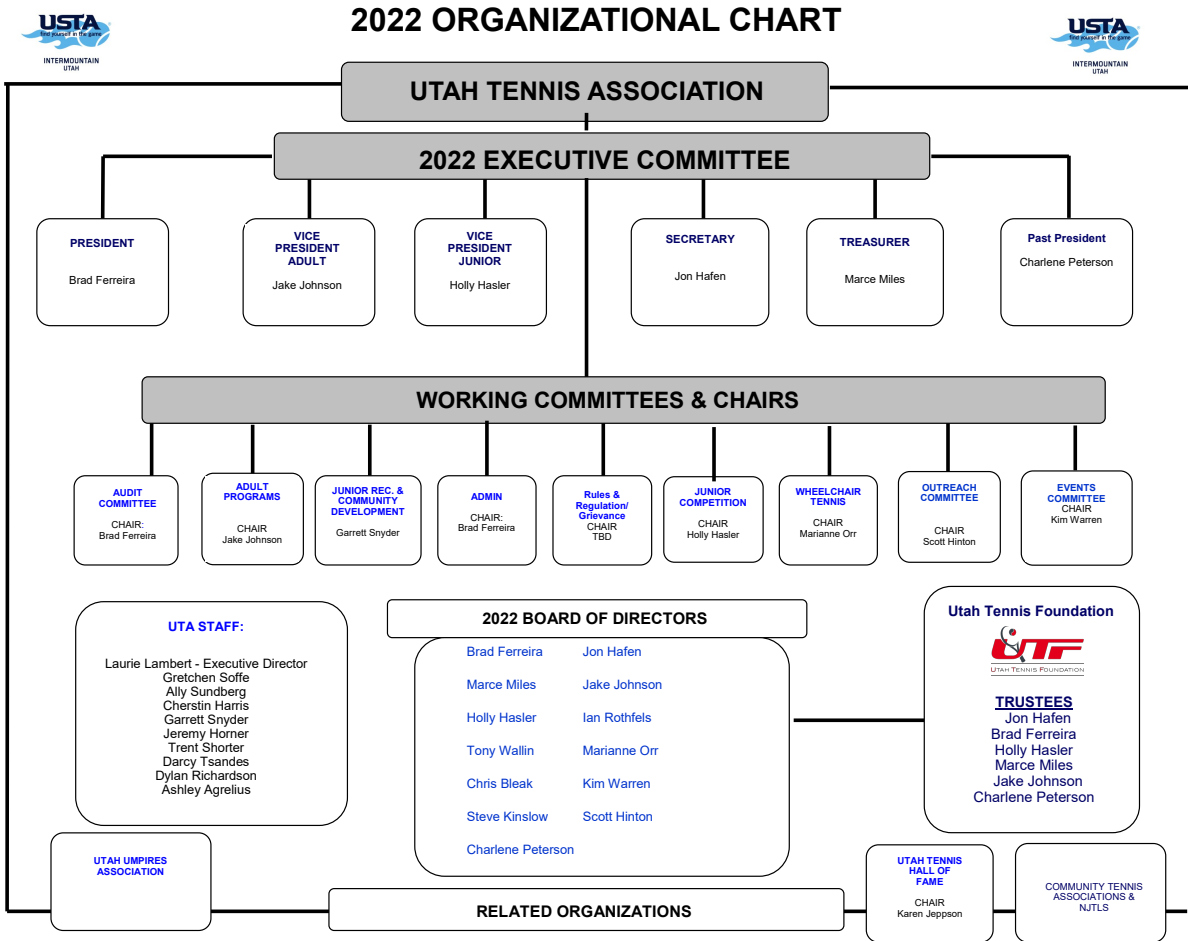 2022 ORGANIZATIONAL CHART
USTA
find yourself in the game
INTERMOUNTAIN
UTAH
USTA
find yourself in the game
INTERMOUNTAIN
UTAH
UTAH TENNIS ASSOCIATION
2022 EXECUTIVE COMMITTEE
PRESIDENT
Brad Ferreira
VICE
PRESIDENT
ADULT
Jake Johnson
VICE
PRESIDENT
JUNIOR
Holly Hasler
SECRETARY
Jon Hafen
TREASURER
Marce Miles
Past President
Charlene Peterson
WORKING COMMITTEES & CHAIRS
AUDIT
COMMITTEE
CHAIR:
Brad Ferreira
ADULT
PROGRAMS
CHAIR
Jake Johnson
JUNIOR REC. &
COMMUNITY
DEVELOPMENT
Garrett Snyder
ADMIN
CHAIR:
Brad Ferreira
Rules &
Regulation/
Grievance
CHAIR
TBD
JUNIOR
COMPETITION
CHAIR
Holly Hasler
WHEELCHAIR
TENNIS
CHAIR
Marianne Orr
OUTREACH
COMMITTEE
CHAIR
Scott Hinton
EVENTS
COMMITTEE
CHAIR
Kim Warren
UTA STAFF:
Laurie Lambert - Executive Director
Gretchen Soffe
Ally Sundberg
Cherstin Harris
Garrett Snyder
Jeremy Horner
Trent Shorter
Darcy Tsandes
Dylan Richardson
Ashley Agrelius
2022 BOARD OF DIRECTORS
Brad Ferreira Jon Hafen
Marce Miles Jake Johnson
Holly Hasler Ian Rothfels
Tony Wallin Marianne Orr
Chris Bleak Kim Warren
Steve Kinslow Scott Hinton
Charlene Peterson
Utah Tennis Foundation
UTF
UTAH TENNIS FOUNDATION
TRUSTEES
Jon Hafen
Brad Ferreira
Holly Hasler
Marce Miles
Jake Johnson
Charlene Peterson
UTAH UMPIRES
ASSOCIATION
RELATED ORGANIZATIONS
UTAH TENNIS
HALL OF
FAME
CHAIR
Karen Jeppson
COMMUNITY TENNIS
ASSOCIATIONS &
NJTLS